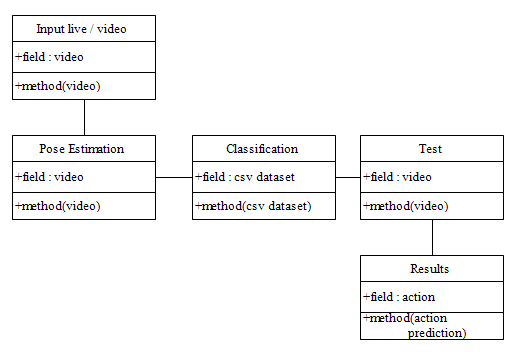 Input live / video
+field : video
+method(video)
Pose Estimation
+field : video
+method(video)
Classification
+field : csv dataset
+method(csv dataset)
Test
+field : video
+method(video)
Results
+field : action
+method(action
prediction)